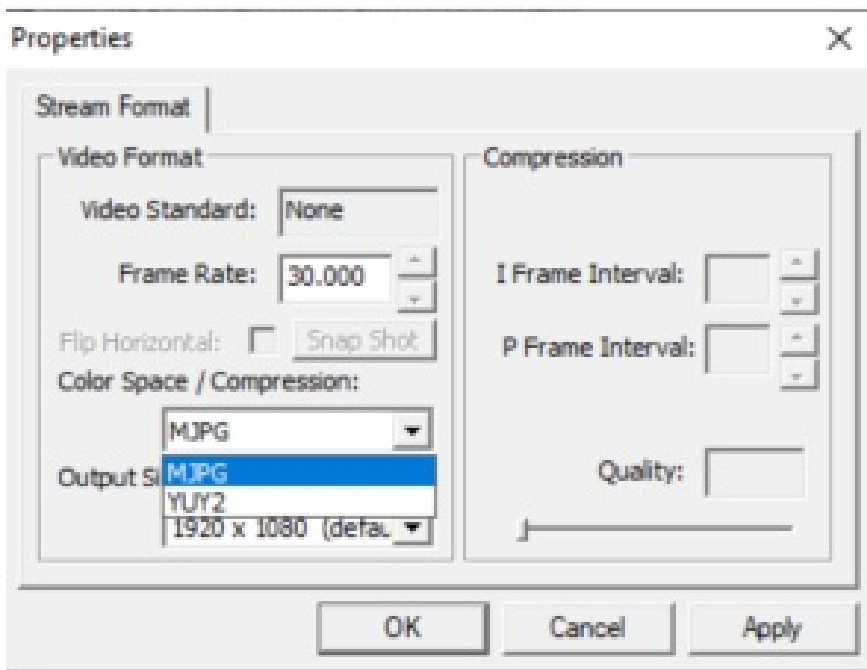 Properties
Stream Format
Video Format
Video Standard: None
Frame Rate: 30.000
Flip Horizontal: Snap Shot
Color Space / Compression:
MJPG
MJPG
YUY2
Output Si
1920 x 1080 (defau
Compression
I Frame Interval:
P Frame Interval:
Quality:
OK Cancel Apply